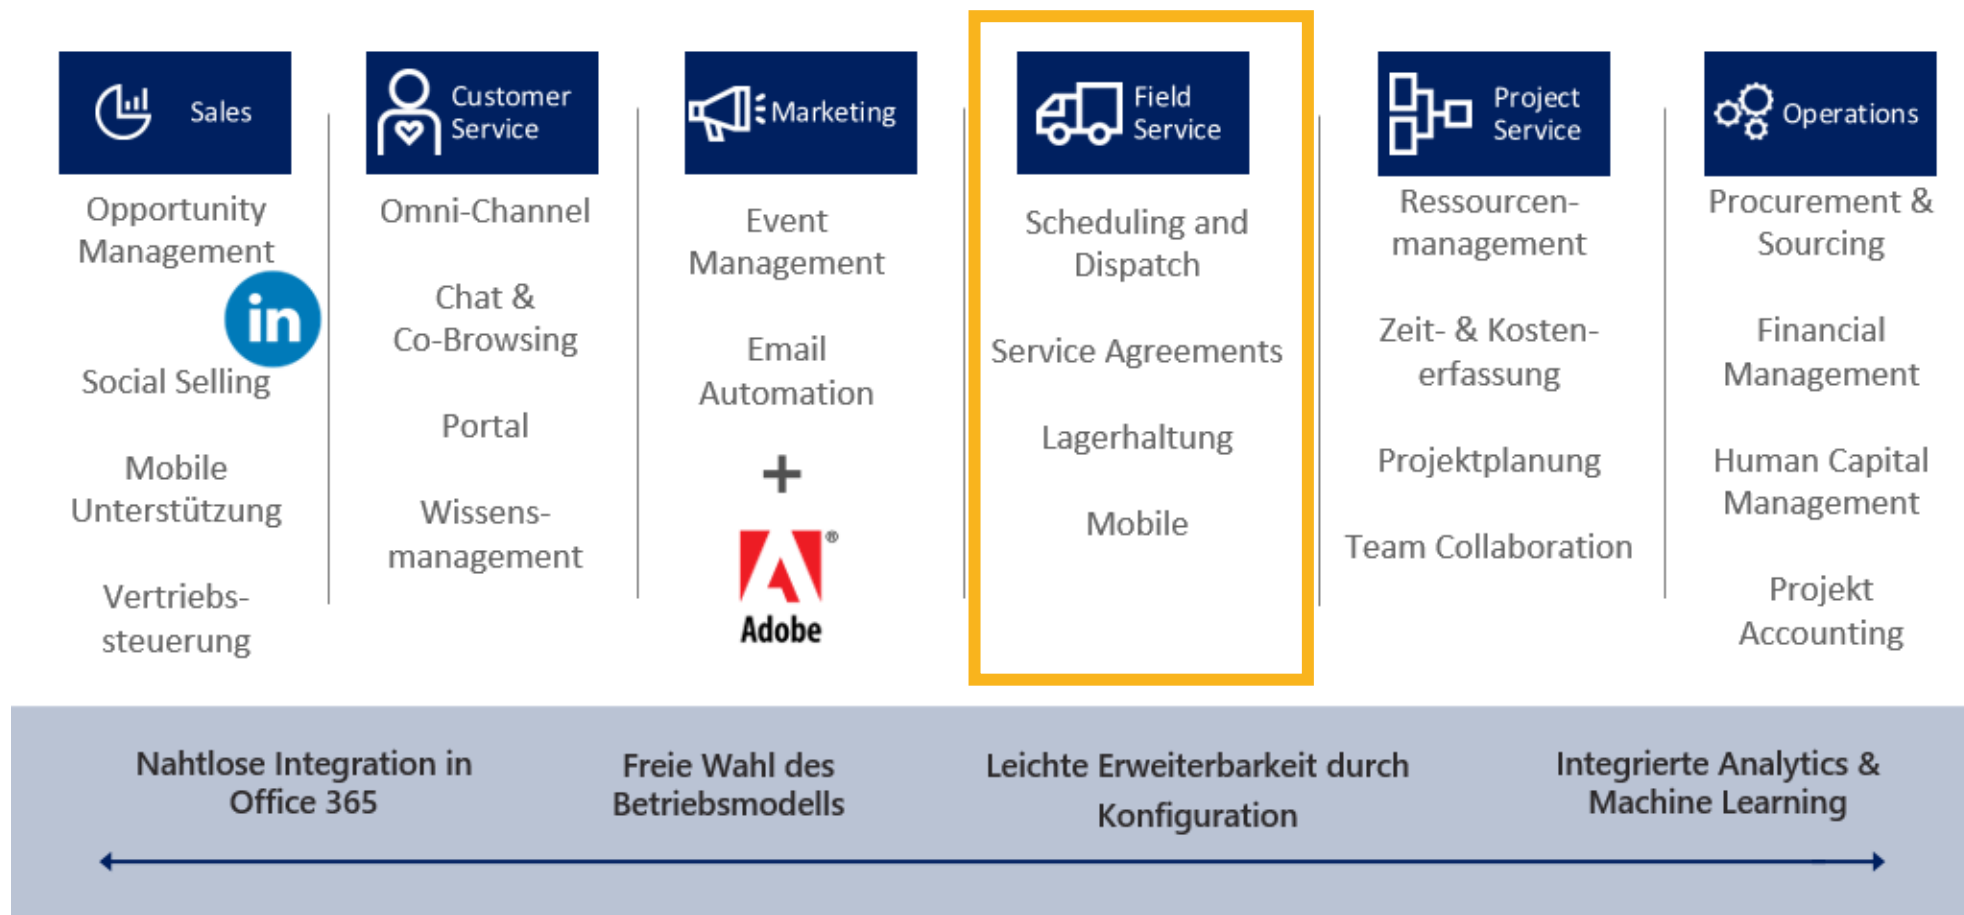 Sales
Opportunity
Management
in
Social Selling
Mobile
Unterstützung
Vertriebs-
steuerung
Customer
Service
Omni-Channel
Chat &
Co-Browsing
Portal
Wissens-
management
Marketing
Event
Management
Email
Automation
+
®
Adobe
Field
Service
Scheduling and
Dispatch
Service Agreements
Lagerhaltung
Mobile
Project
Service
Ressourcen-
management
Zeit- & Kosten-
erfassung
Projektplanung
Team Collaboration
Operations
Procurement &
Sourcing
Financial
Management
Human Capital
Management
Projekt
Accounting
Nahtlose Integration in
Office 365
Freie Wahl des
Betriebsmodells
Leichte Erweiterbarkeit durch
Konfiguration
Integrierte Analytics &
Machine Learning